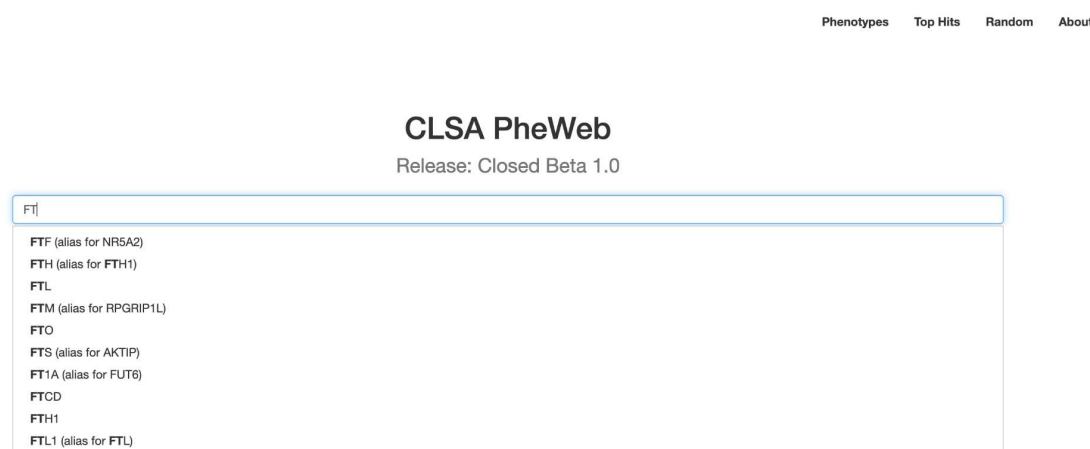 Phenotypes Top Hits Random About
CLSA PheWeb
Release: Closed Beta 1.0
FT
FTF (alias for NR5A2)
FTH (alias for FTH1)
FTL
FTM (alias for RPGRIP1L)
FTO
FTS (alias for AKTIP)
FT1A (alias for FUT6)
FTCD
FTH1
FTL1 (alias for FTL)